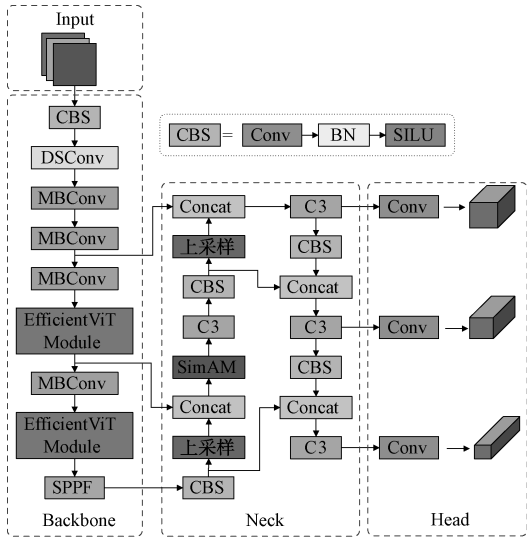 Input
CBS
DSConv
MBConv
MBConv
MBConv
EfficientViT
Module
MBConv
EfficientViT
Module
SPPF
Backbone
CBS = Conv BN SILU
Concat
上采样
CBS
C3
SimAM
Concat
上采样
CBS
C3
CBS
Concat
C3
CBS
Concat
C3
Neck
Conv
Conv
Conv
Head